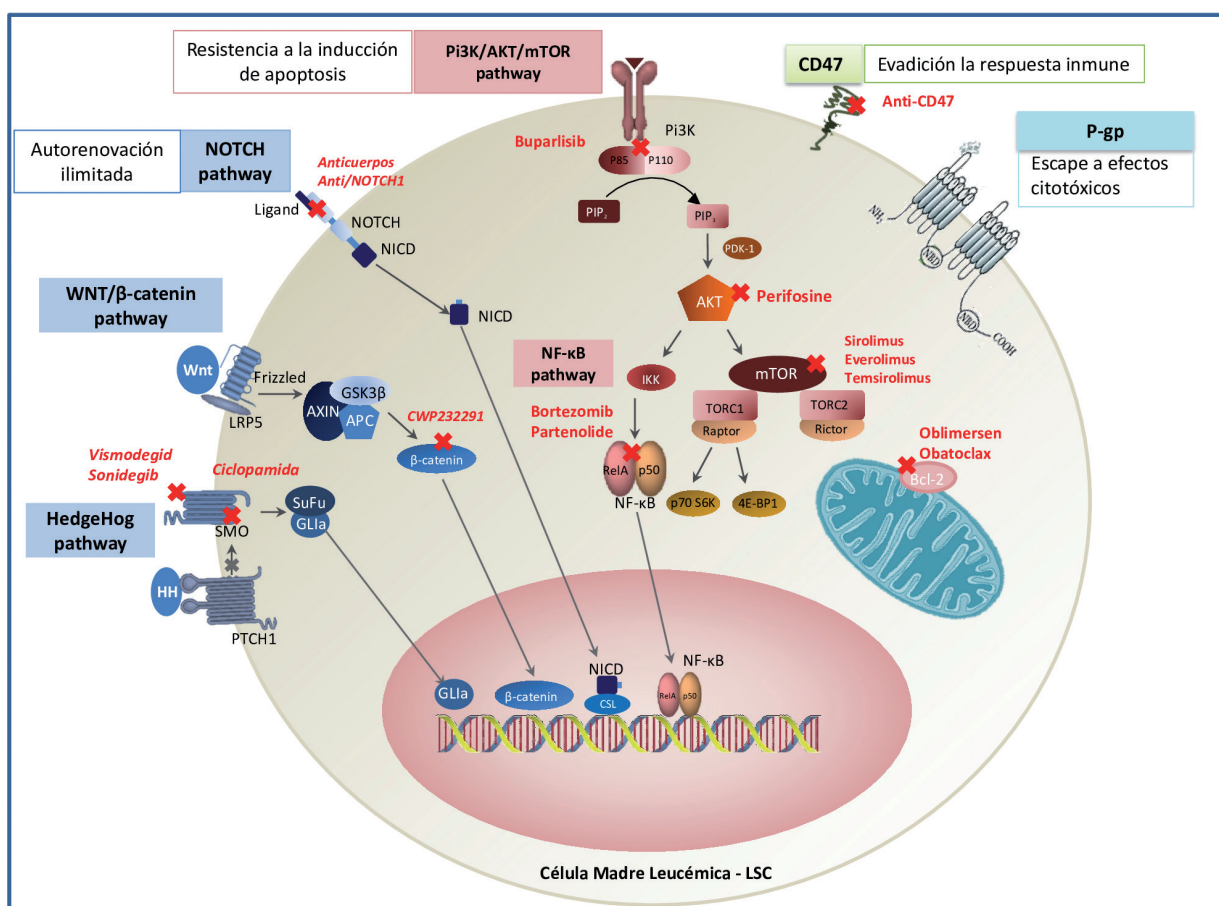 Resistencia a la inducción
de apoptosis
Pi3K/AKT/mTOR
pathway
CD47
Evadición la respuesta inmune
Anti-CD47
P-gp
Escape a efectos
citotóxicos
NH₂
NBD
NBD
COOH
Autorenovación
ilimitada
NOTCH
pathway
Anticuerpos
Anti/NOTCH1
Ligand
NOTCH
NICD
NICD
Buparlisib
Pi3K
P85
P110
PIP₂
PIP₃
PDK-1
AKT
Perifosine
WNT/β-catenin
pathway
Wnt
Frizzled
LRP5
AXIN
GSK3β
APC
CWP232291
β-catenin
NF-κB
pathway
IKK
Bortezomib
Partenolide
RelA
p50
NF-κB
mTOR
Sirolimus
Everolimus
Temsirolimus
TORC1
Raptor
TORC2
Rictor
p70 S6K
4E-BP1
Oblimersen
Obatoclax
Bcl-2
Vismodegid
Sonidegib
Ciclopamida
SMO
SuFu
GLIa
HedgeHog
pathway
HH
PTCH1
GLIa
β-catenin
NICD
CSL
NF-κB
RelA
p50
Célula Madre Leucémica - LSC